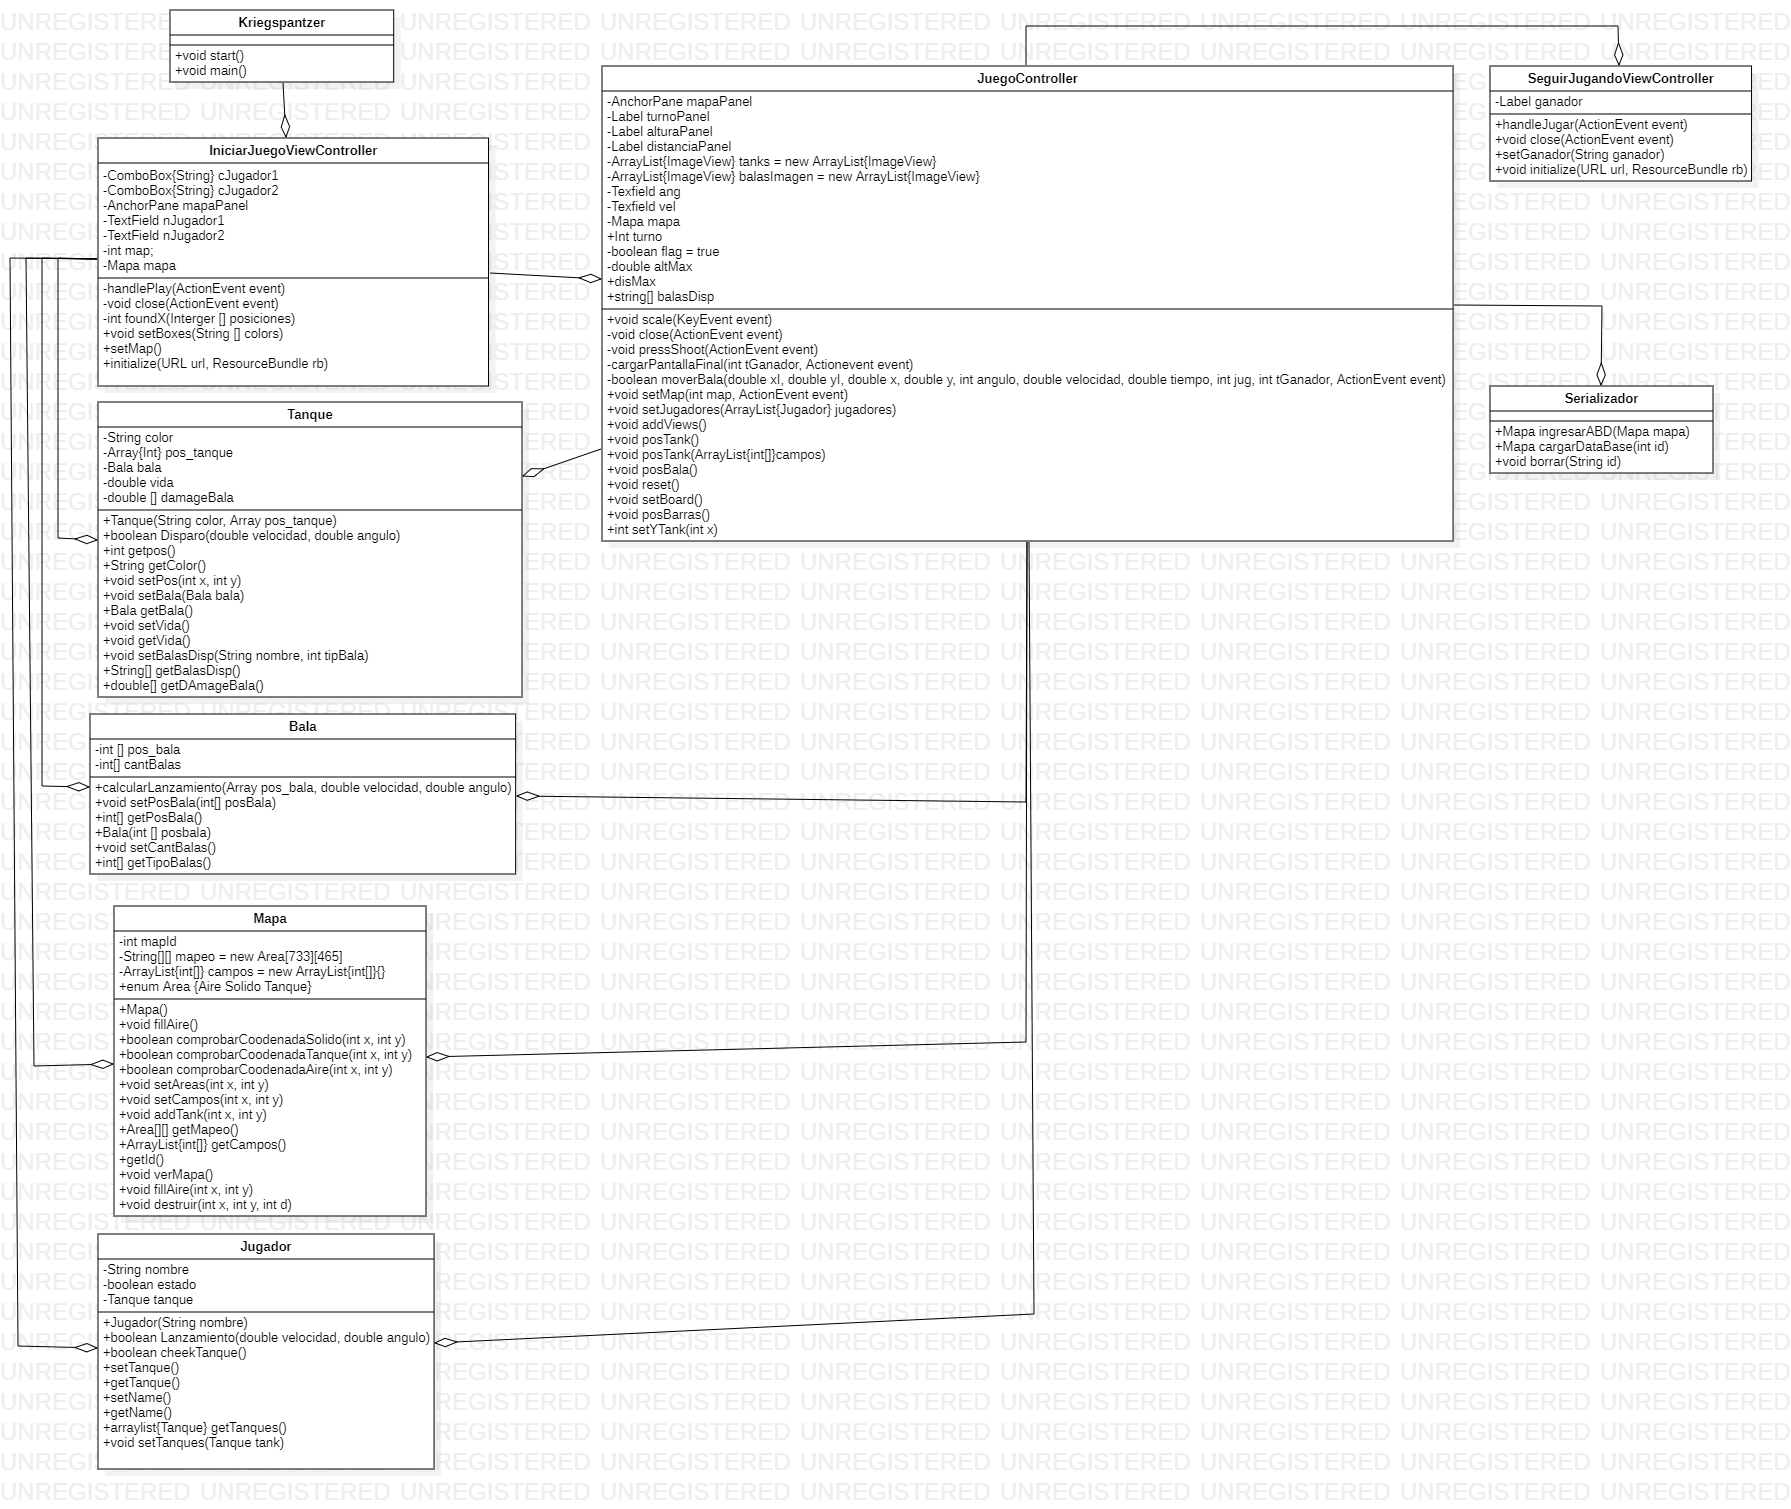 Kriegspantzer
+void start()
+void main()
IniciarJuegoViewController
-ComboBox{String} cJugador1
-ComboBox{String} cJugador2
-AnchorPane mapaPanel
-TextField nJugador1
-TextField nJugador2
-int map;
-Mapa mapa
-handlePlay(ActionEvent event)
-void close(ActionEvent event)
-int foundX(Interger [] posiciones)
+void setBoxes(String [] colors)
+setMap()
+initialize(URL url, ResourceBundle rb)
JuegoController
-AnchorPane mapaPanel
-Label turnoPanel
-Label alturaPanel
-Label distanciaPanel
-ArrayList{ImageView} tanks = new ArrayList{ImageView}
-ArrayList{ImageView} balasImagen = new ArrayList{ImageView}
-Texfield ang
-Texfield vel
-Mapa mapa
+Int turno
-boolean flag = true
-double altMax
+disMax
+string[] balasDisp
+void scale(KeyEvent event)
-void close(ActionEvent event)
-void pressShoot(ActionEvent event)
-cargarPantallaFinal(int tGanador, Actionevent event)
-boolean moverBala(double xI, double yI, double x, double y, int angulo, double velocidad, double tiempo, int jug, int tGanador, ActionEvent event)
+void setMap(int map, ActionEvent event)
+void setJugadores(ArrayList{Jugador} jugadores)
+void addViews()
+void posTank()
+void posTank(ArrayList{int[]}campos)
+void posBala()
+void reset()
+void setBoard()
+void posBarras()
+int setYTank(int x)
SeguirJugandoViewController
-Label ganador
+handleJugar(ActionEvent event)
+void close(ActionEvent event)
+setGanador(String ganador)
+void initialize(URL url, ResourceBundle rb)
Serializador
+Mapa ingresarABD(Mapa mapa)
+Mapa cargarDataBase(int id)
+void borrar(String id)
Tanque
-String color
-Array{Int} pos_tanque
-Bala bala
-double vida
-double [] damageBala
+Tanque(String color, Array pos_tanque)
+boolean Disparo(double velocidad, double angulo)
+int getpos()
+String getColor()
+void setPos(int x, int y)
+void setBala(Bala bala)
+Bala getBala()
+void setVida()
+void getVida()
+void setBalasDisp(String nombre, int tipBala)
+String[] getBalasDisp()
+double[] getDAmageBala()
Bala
-int [] pos_bala
-int[] cantBalas
+calcularLanzamiento(Array pos_bala, double velocidad, double angulo)
+void setPosBala(int[] posBala)
+int[] getPosBala()
+Bala(int [] posbala)
+void setCantBalas()
+int[] getTipoBalas()
Mapa
-int mapId
-String[][] mapeo = new Area[733][465]
-ArrayList{int[]} campos = new ArrayList{int[]}{}
+enum Area {Aire Solido Tanque}
+Mapa()
+void fillAire()
+boolean comprobarCoodenadaSolido(int x, int y)
+boolean comprobarCoodenadaTanque(int x, int y)
+boolean comprobarCoodenadaAire(int x, int y)
+void setAreas(int x, int y)
+void setCampos(int x, int y)
+void addTank(int x, int y)
+Area[][] getMapeo()
+ArrayList{int[]} getCampos()
+getId()
+void verMapa()
+void fillAire(int x, int y)
+void destruir(int x, int y, int d)
Jugador
-String nombre
-boolean estado
-Tanque tanque
+Jugador(String nombre)
+boolean Lanzamiento(double velocidad, double angulo)
+boolean cheekTanque()
+setTanque()
+getTanque()
+setName()
+getName()
+arraylist{Tanque} getTanques()
+void setTanques(Tanque tank)